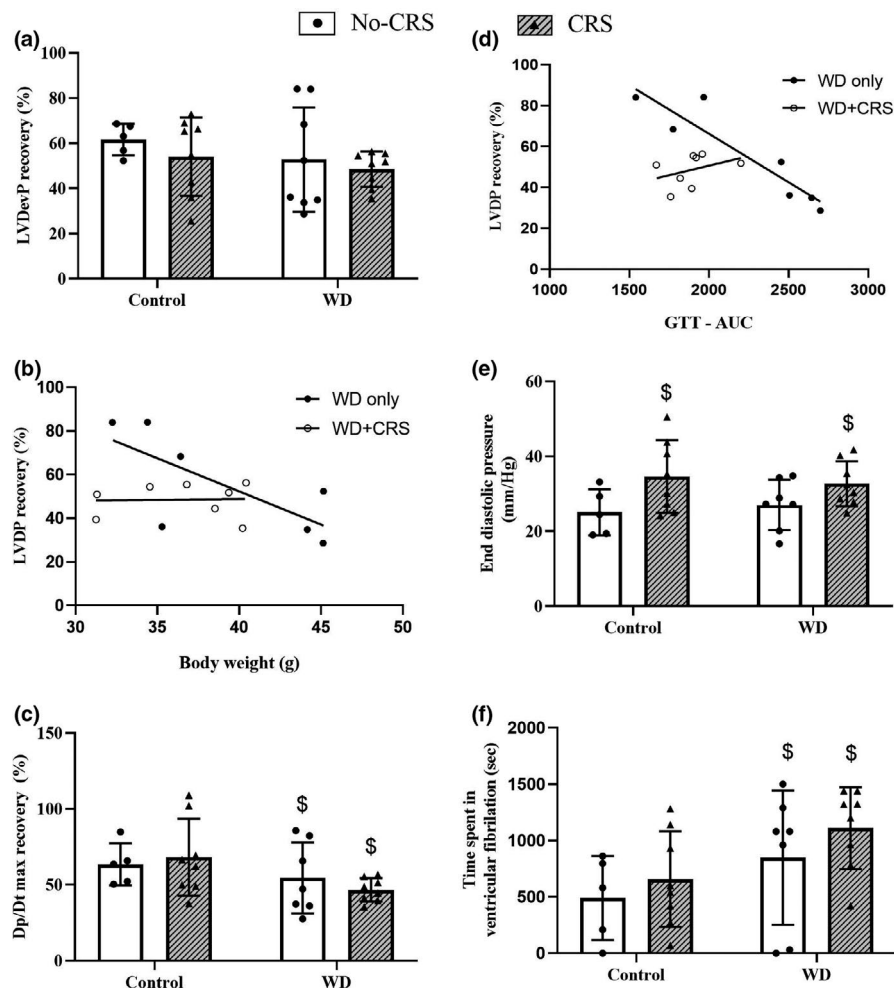 No-CRS
CRS
(a)
100
80
60
40
20
0
LVDevP recovery (%)
Control
WD
(b)
100
80
60
40
20
0
LVDP recovery (%)
WD only
WD+CRS
30
35
40
45
50
Body weight (g)
(c)
150
100
50
0
Dp/Dt max recovery (%)
$
$
Control
WD
(d)
100
80
60
40
20
0
LVDP recovery (%)
WD only
WD+CRS
1000
1500
2000
2500
3000
GTT - AUC
(e)
60
40
20
0
End diastolic pressure
(mm/Hg)
$
$
Control
WD
(f)
2000
1500
1000
500
0
Time spent in
ventricular fibrilation (sec)
$
$
Control
WD